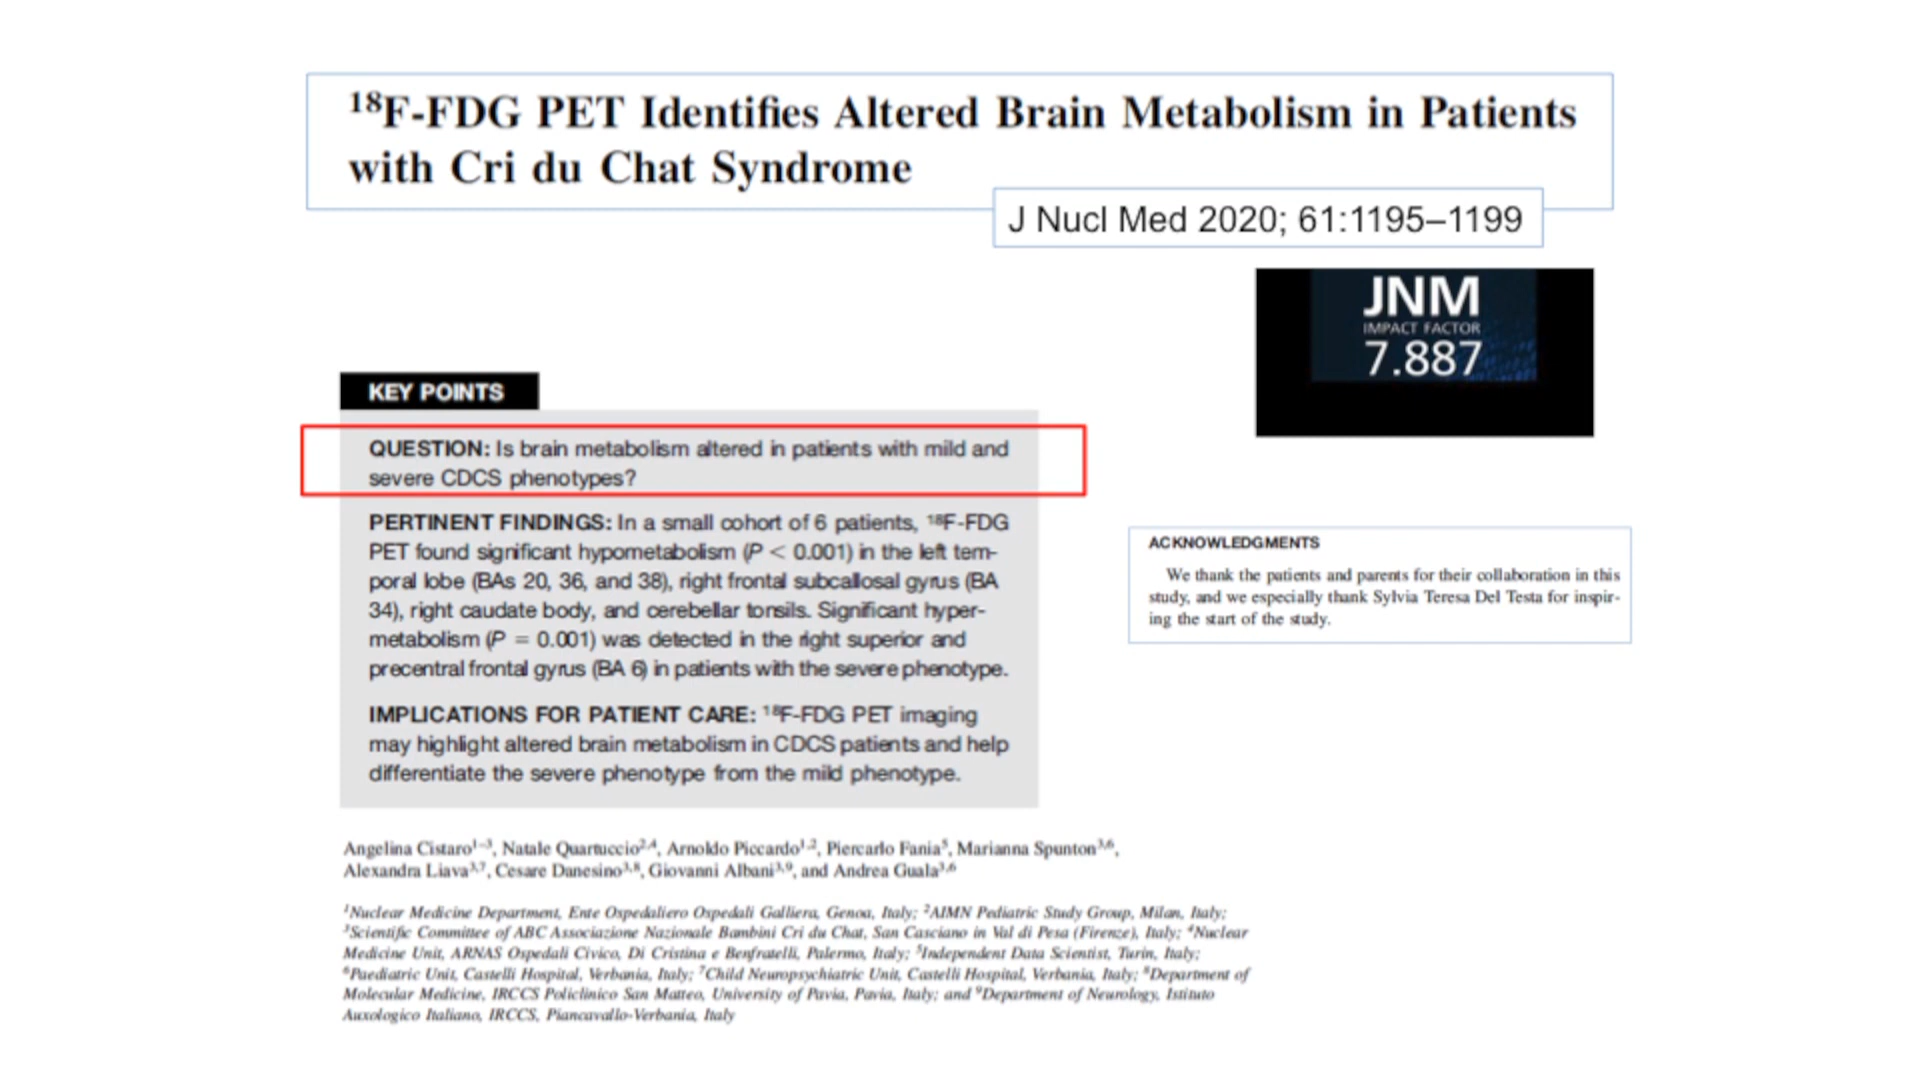 ¹⁸F-FDG PET Identifies Altered Brain Metabolism in Patients
with Cri du Chat Syndrome
J Nucl Med 2020; 61:1195–1199
JNM
IMPACT FACTOR
7.887
KEY POINTS
QUESTION: Is brain metabolism altered in patients with mild and
severe CDCS phenotypes?
PERTINENT FINDINGS: In a small cohort of 6 patients, ¹⁸F-FDG
PET found significant hypometabolism (P < 0.001) in the left tem-
poral lobe (BAs 20, 36, and 38), right frontal subcallosal gyrus (BA
34), right caudate body, and cerebellar tonsils. Significant hyper-
metabolism (P = 0.001) was detected in the right superior and
precentral frontal gyrus (BA 6) in patients with the severe phenotype.
IMPLICATIONS FOR PATIENT CARE: ¹⁸F-FDG PET imaging
may highlight altered brain metabolism in CDCS patients and help
differentiate the severe phenotype from the mild phenotype.
ACKNOWLEDGMENTS
We thank the patients and parents for their collaboration in this
study, and we especially thank Sylvia Teresa Del Testa for inspir-
ing the start of the study.
Angelina Cistaro¹⁻³, Natale Quartuccio²,⁴, Arnoldo Piccardo¹,², Piercarlo Fania⁵, Marianna Spunton³,⁶,
Alexandra Liava³,⁷, Cesare Danesino³,⁸, Giovanni Albani³,⁹, and Andrea Guala³,⁶
¹Nuclear Medicine Department, Ente Ospedaliero Ospedali Galliera, Genoa, Italy; ²AIMN Pediatric Study Group, Milan, Italy;
³Scientific Committee of ABC Associazione Nazionale Bambini Cri du Chat, San Casciano in Val di Pesa (Firenze), Italy; ⁴Nuclear
Medicine Unit, ARNAS Ospedali Civico, Di Cristina e Benfratelli, Palermo, Italy; ⁵Independent Data Scientist, Turin, Italy;
⁶Paediatric Unit, Castelli Hospital, Verbania, Italy; ⁷Child Neuropsychiatric Unit, Castelli Hospital, Verbania, Italy; ⁸Department of
Molecular Medicine, IRCCS Policlinico San Matteo, University of Pavia, Pavia, Italy; and ⁹Department of Neurology, Istituto
Auxologico Italiano, IRCCS, Piancavallo-Verbania, Italy